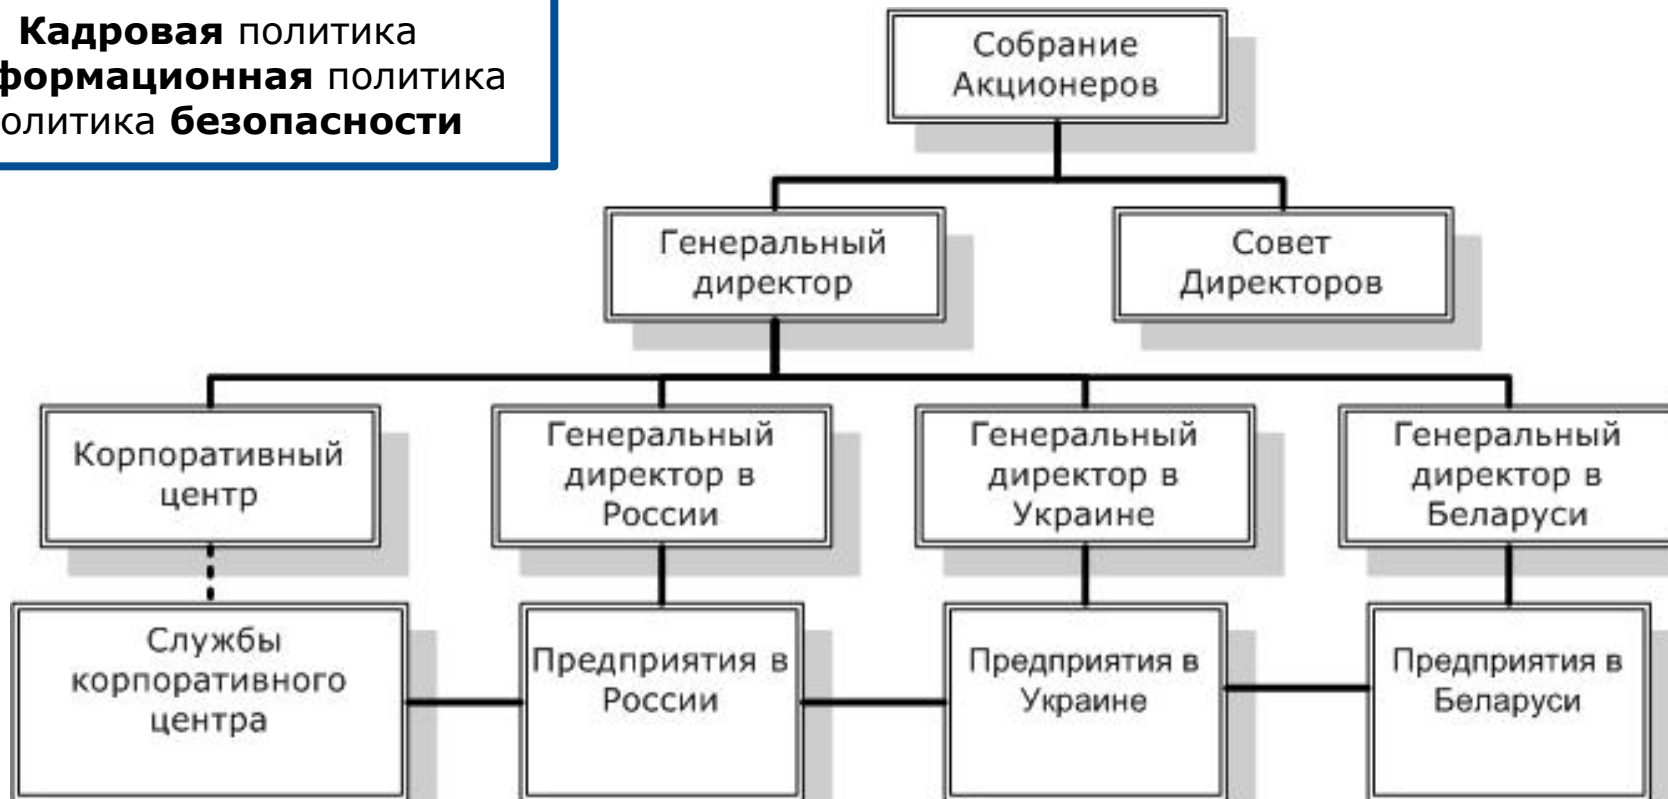 Кадровая политика
формационная политика
олитика безопасности
Собрание
Акционеров
Генеральный
директор
Совет
Директоров
Корпоративный
центр
Генеральный
директор в
России
Генеральный
директор в
Украине
Генеральный
директор в
Беларуси
Службы
корпоративного
центра
Предприятия в
России
Предприятия в
Украине
Предприятия в
Беларуси